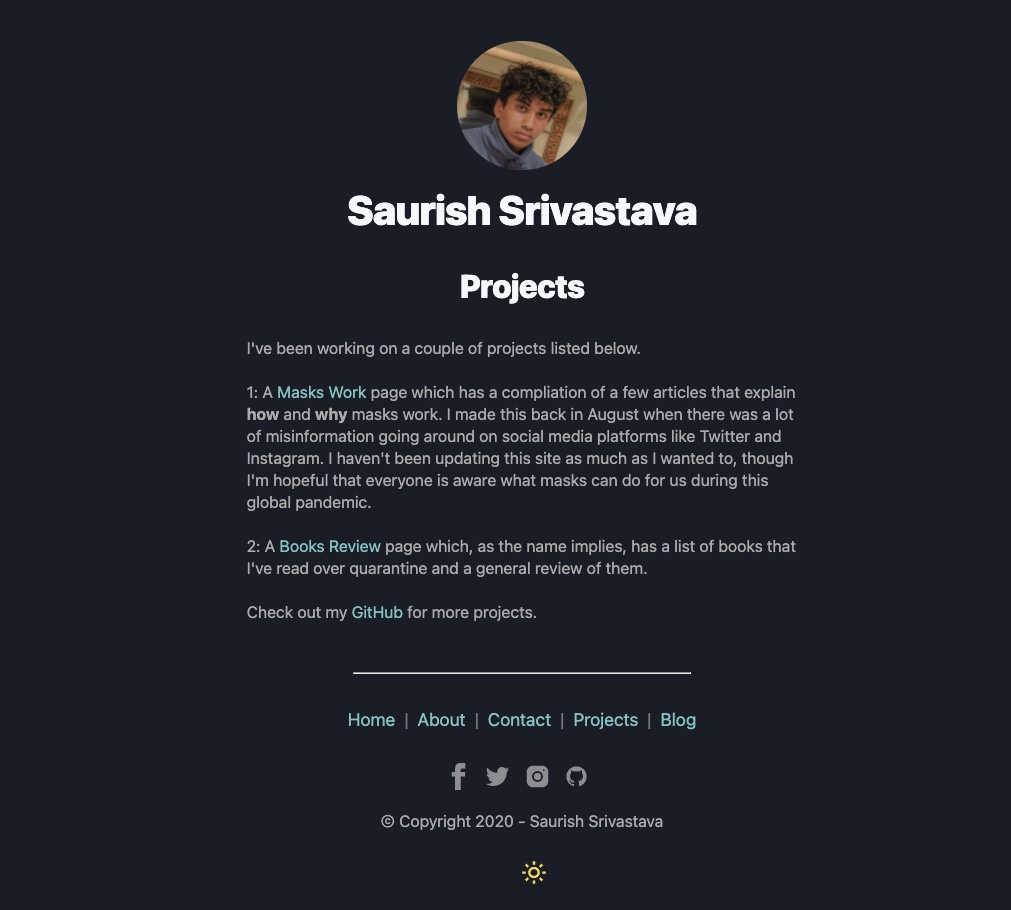 Saurish Srivastava
Projects
I've been working on a couple of projects listed below.
1: A Masks Work page which has a compliation of a few articles that explain
how and why masks work. I made this back in August when there was a lot
of misinformation going around on social media platforms like Twitter and
Instagram. I haven't been updating this site as much as I wanted to, though
I'm hopeful that everyone is aware what masks can do for us during this
global pandemic.
2: A Books Review page which, as the name implies, has a list of books that
I've read over quarantine and a general review of them.
Check out my GitHub for more projects.
Home | About | Contact | Projects | Blog
© Copyright 2020 - Saurish Srivastava